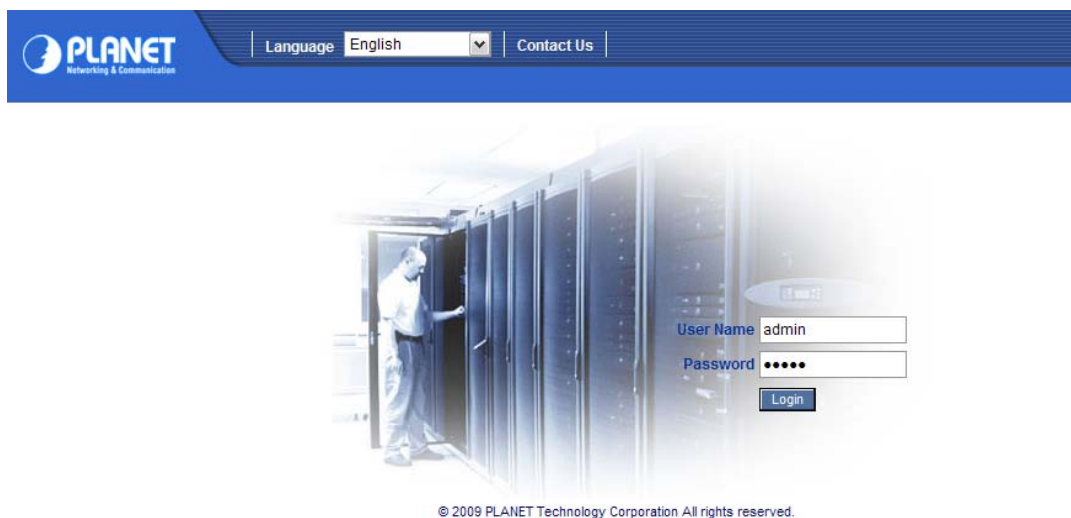 PLANET
Networking & Communication
Language English Contact Us
User Name admin
Password •••••
Login
© 2009 PLANET Technology Corporation All rights reserved.